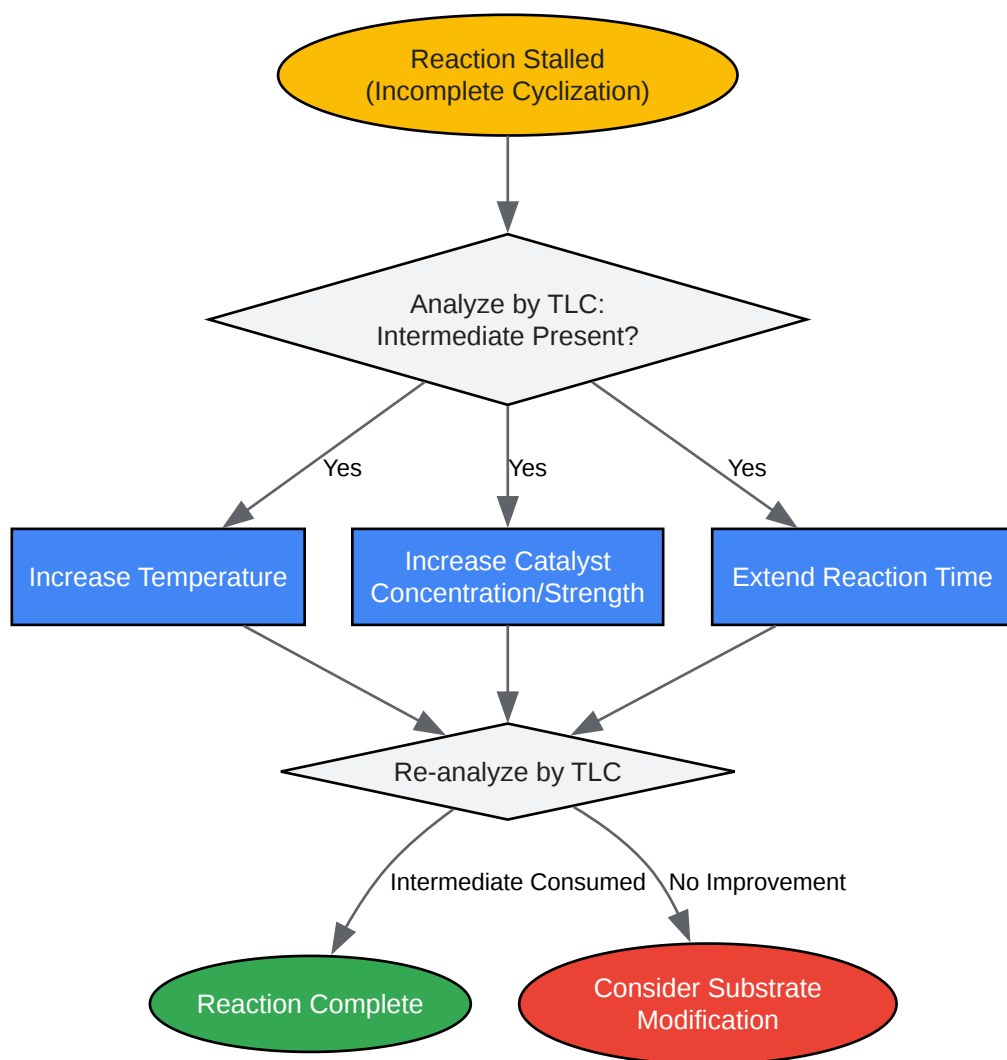 Reaction Stalled
(Incomplete Cyclization)
Analyze by TLC:
Intermediate Present?
Yes
Yes
Yes
Increase Temperature
Increase Catalyst
Concentration/Strength
Extend Reaction Time
Re-analyze by TLC
Intermediate Consumed
No Improvement
Reaction Complete
Consider Substrate
Modification